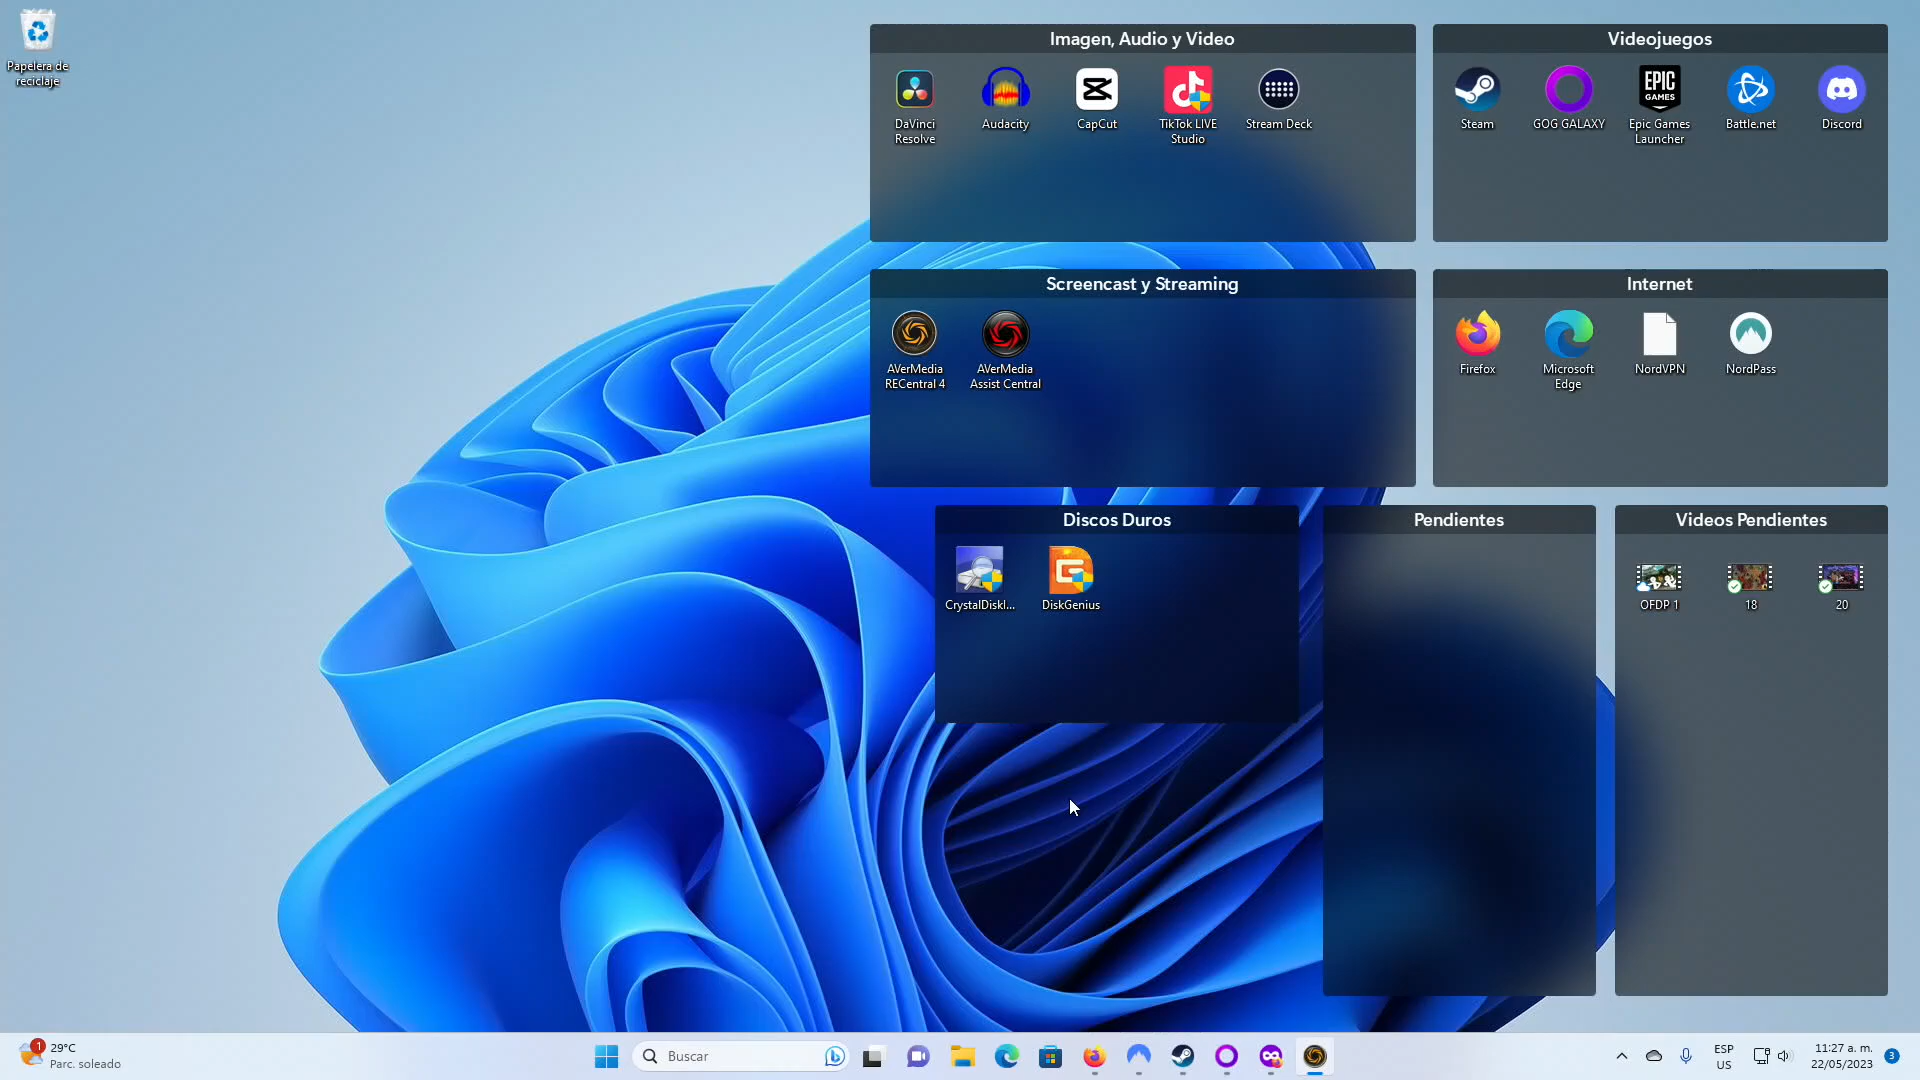 Papelera de
reciclaje
Imagen, Audio y Video
DaVinci
Resolve
Audacity
CapCut
TikTok LIVE
Studio
Stream Deck
Videojuegos
Steam
GOG GALAXY
EPIC
GAMES
Epic Games
Launcher
Battle.net
Discord
Screencast y Streaming
AVerMedia
RECentral 4
AVerMedia
Assist Central
Internet
Firefox
Microsoft
Edge
NordVPN
NordPass
Discos Duros
CrystalDiskI...
DiskGenius
Pendientes
Videos Pendientes
OFDP 1
18
20
1
29°C
Parc. soleado
Buscar
ESP
US
11:27 a. m.
22/05/2023
3